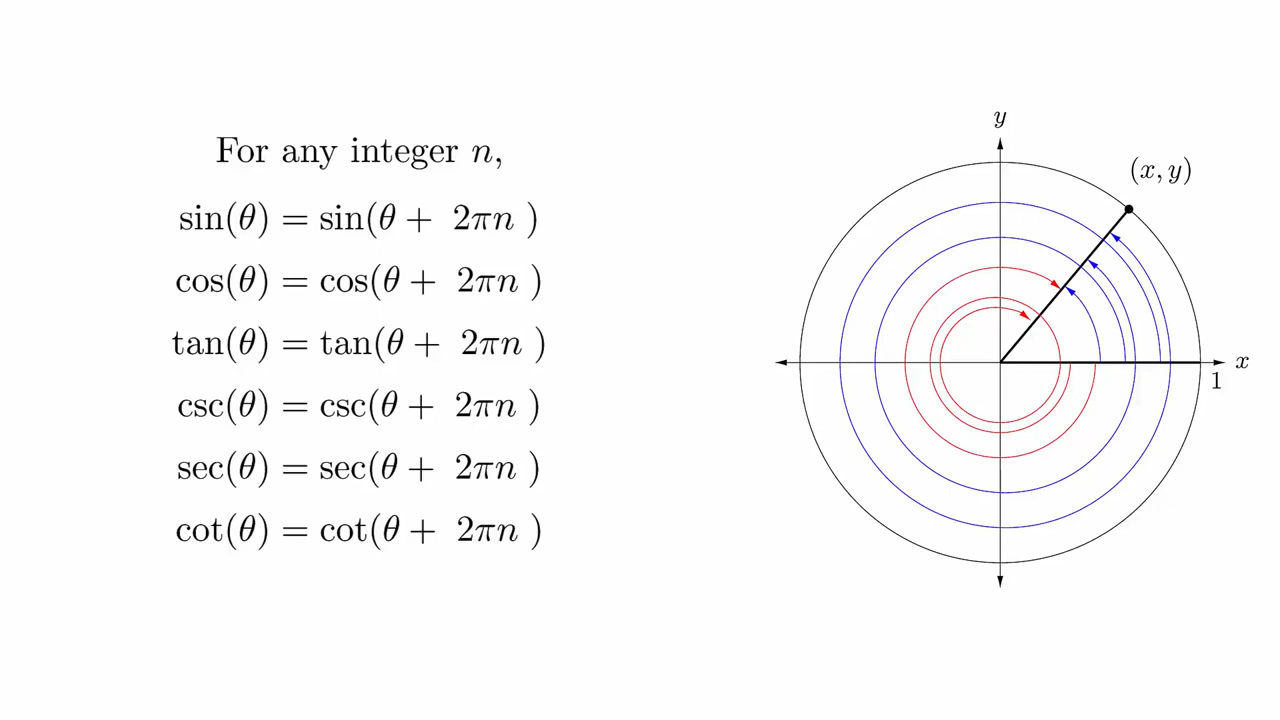 For any integer n,
sin(θ) = sin(θ + 2πn )
cos(θ) = cos(θ + 2πn )
tan(θ) = tan(θ + 2πn )
csc(θ) = csc(θ + 2πn )
sec(θ) = sec(θ + 2πn )
cot(θ) = cot(θ + 2πn )
y
(x, y)
x
1